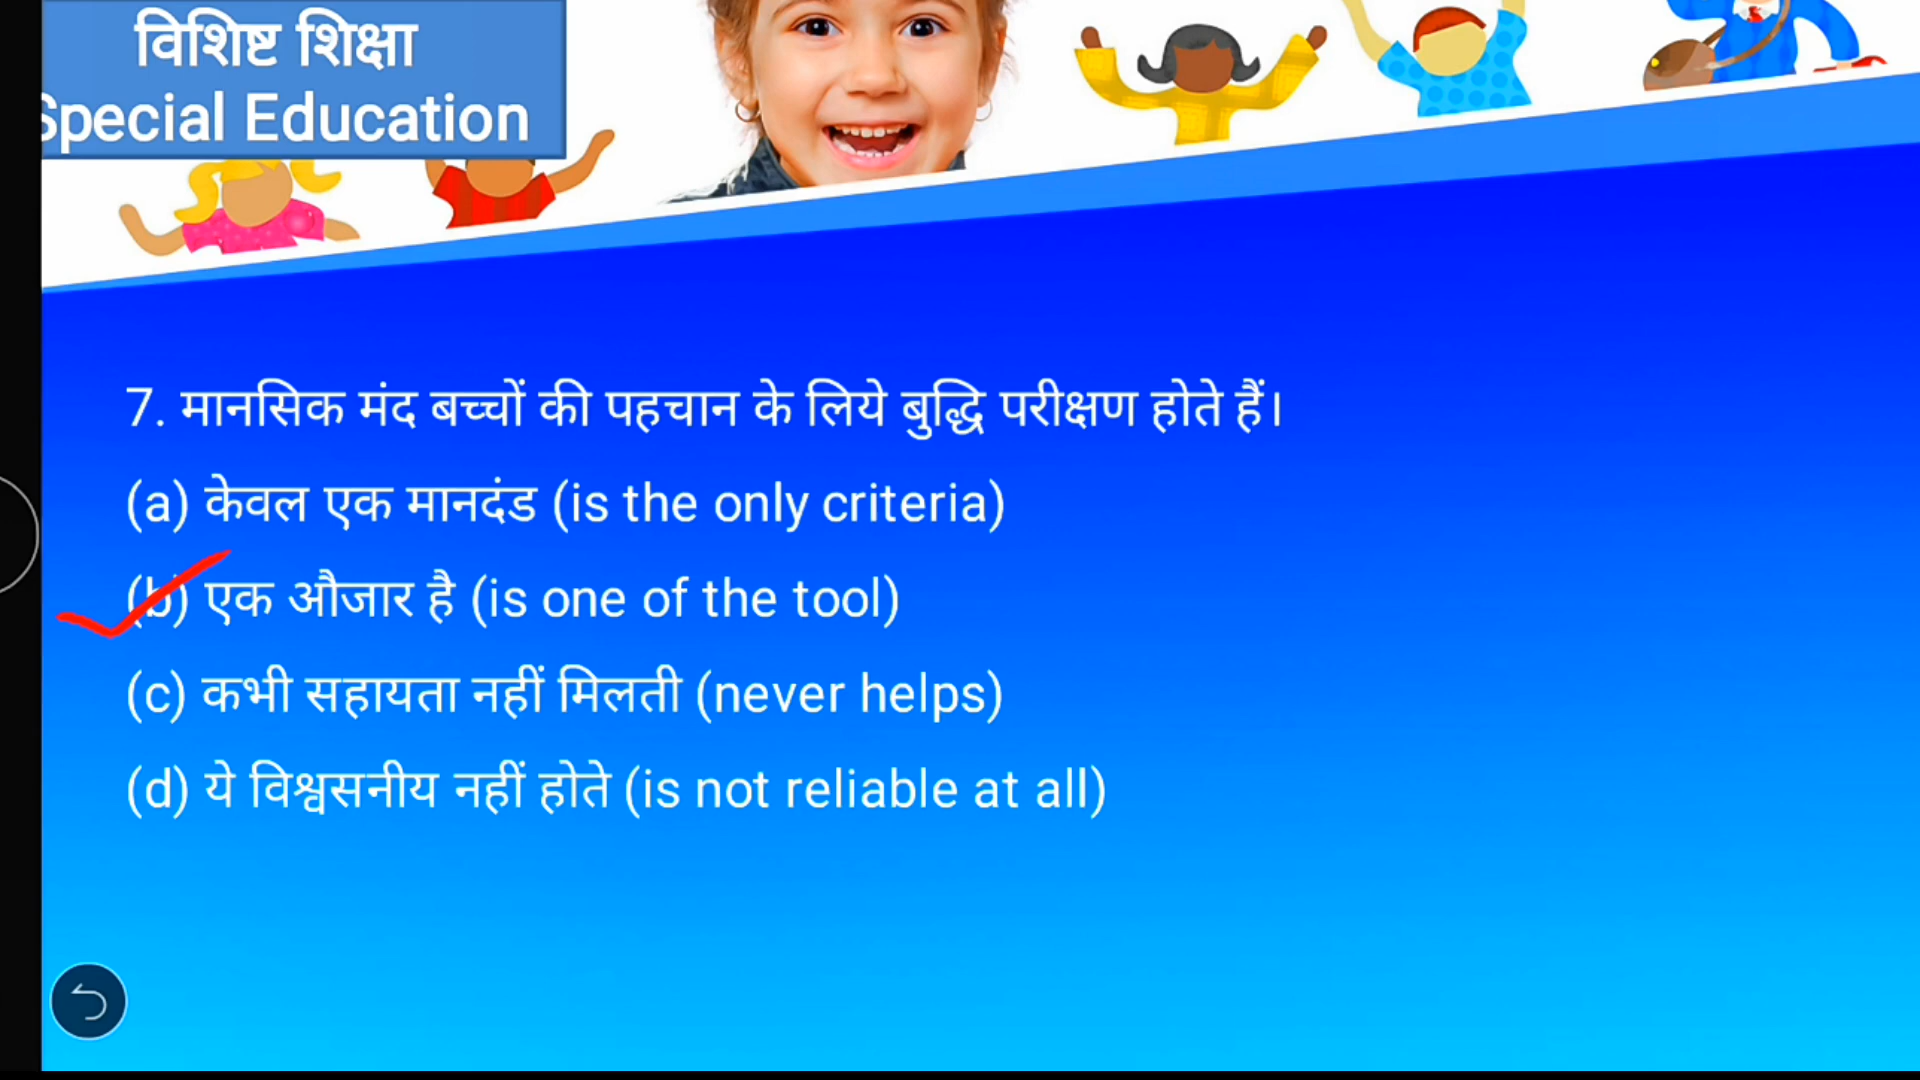 विशिष्ट शिक्षा
Special Education
7. मानसिक मंद बच्चों की पहचान के लिये बुद्धि परीक्षण होते हैं।
(a) केवल एक मानदंड (is the only criteria)
(b) एक औजार है (is one of the tool)
(c) कभी सहायता नहीं मिलती (never helps)
(d) ये विश्वसनीय नहीं होते (is not reliable at all)